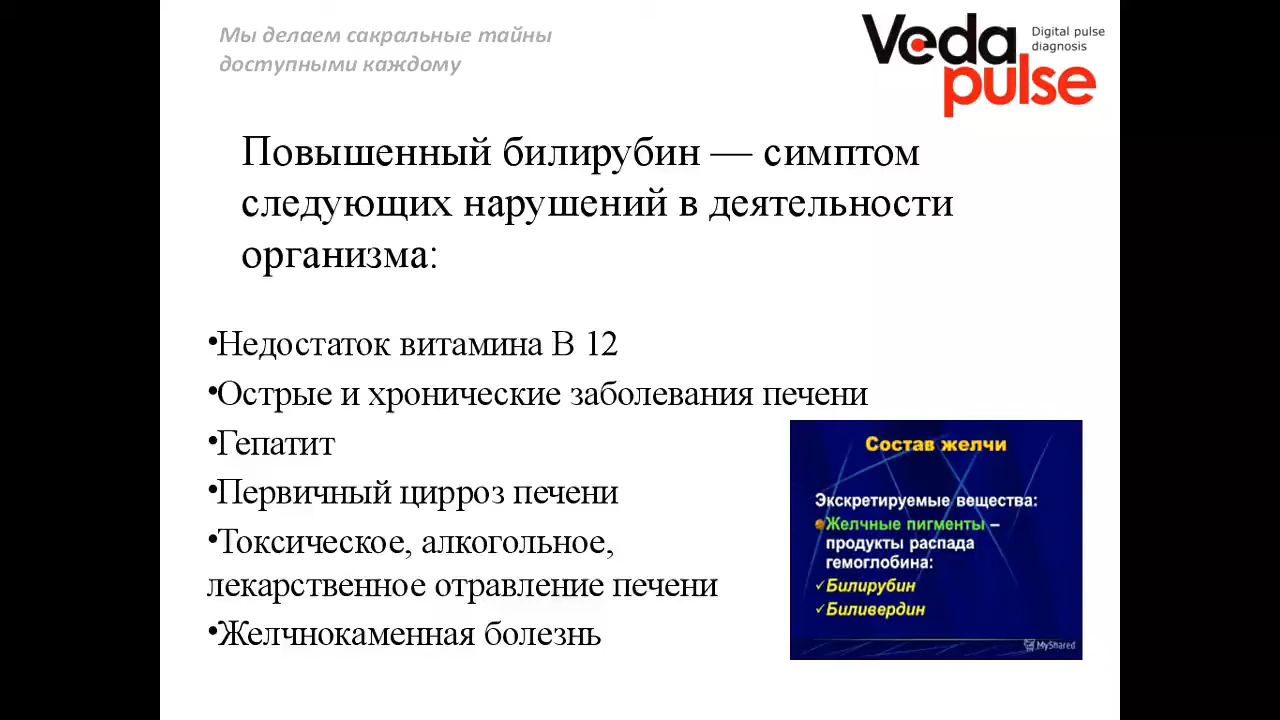 Мы делаем сакральные тайны
доступными каждому
Veda
pulse
Digital pulse
diagnosis
Повышенный билирубин — симптом
следующих нарушений в деятельности
организма:
•Недостаток витамина В 12
•Острые и хронические заболевания печени
•Гепатит
•Первичный цирроз печени
•Токсическое, алкогольное,
лекарственное отравление печени
•Желчнокаменная болезнь
Состав желчи
Экскретируемые вещества:
Желчные пигменты –
продукты распада
гемоглобина:
✓Билирубин
✓Биливердин
MyShared